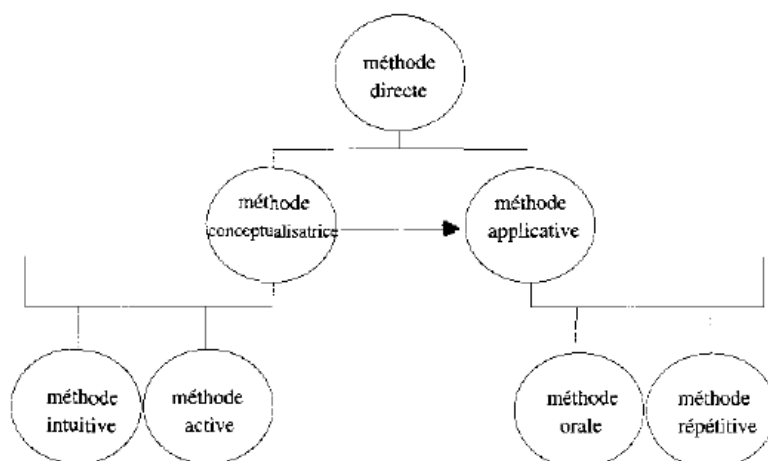 méthode
directe
méthode
conceptualisatrice
méthode
applicative
méthode
intuitive
méthode
active
méthode
orale
méthode
répétitive